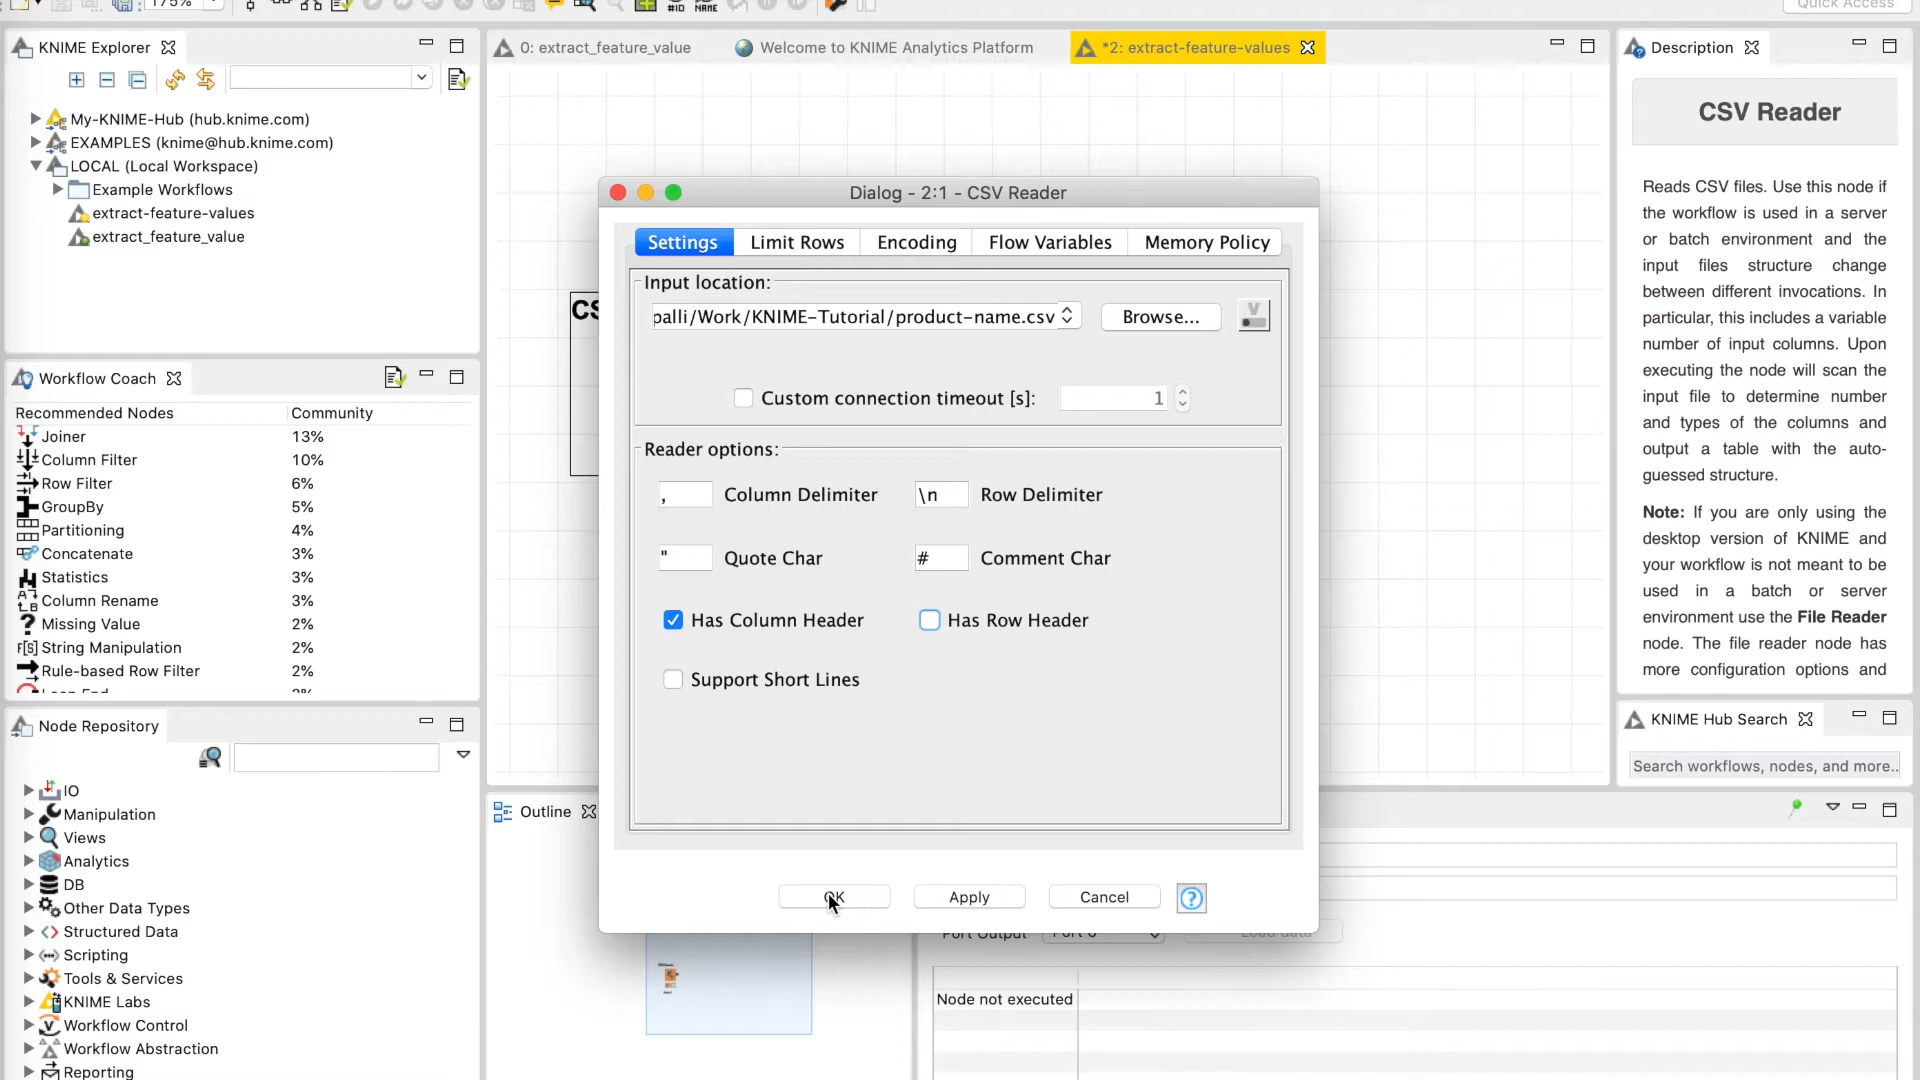 175%
#ID
NAME
Quick Access
KNIME Explorer
0: extract_feature_value
Welcome to KNIME Analytics Platform
*2: extract-feature-values
Description
My-KNIME-Hub (hub.knime.com)
EXAMPLES (knime@hub.knime.com)
LOCAL (Local Workspace)
Example Workflows
extract-feature-values
extract_feature_value
Workflow Coach
Recommended Nodes Community
Joiner 13%
Column Filter 10%
Row Filter 6%
GroupBy 5%
Partitioning 4%
Concatenate 3%
Statistics 3%
Column Rename 3%
Missing Value 2%
String Manipulation 2%
Rule-based Row Filter 2%
Node Repository
IO
Manipulation
Views
Analytics
DB
Other Data Types
Structured Data
Scripting
Tools & Services
KNIME Labs
Workflow Control
Workflow Abstraction
Reporting
CS
Dialog - 2:1 - CSV Reader
Settings Limit Rows Encoding Flow Variables Memory Policy
Input location:
palli/Work/KNIME-Tutorial/product-name.csv Browse... V
Custom connection timeout [s]: 1
Reader options:
, Column Delimiter \n Row Delimiter
" Quote Char # Comment Char
Has Column Header Has Row Header
Support Short Lines
OK Apply Cancel ?
Outline
Port Output Port 0 Load data
Node not executed
CSV Reader
Reads CSV files. Use this node if
the workflow is used in a server
or batch environment and the
input files structure change
between different invocations. In
particular, this includes a variable
number of input columns. Upon
executing the node will scan the
input file to determine number
and types of the columns and
output a table with the auto-
guessed structure.
Note: If you are only using the
desktop version of KNIME and
your workflow is not meant to be
used in a batch or server
environment use the File Reader
node. The file reader node has
more configuration options and
KNIME Hub Search
Search workflows, nodes, and more..